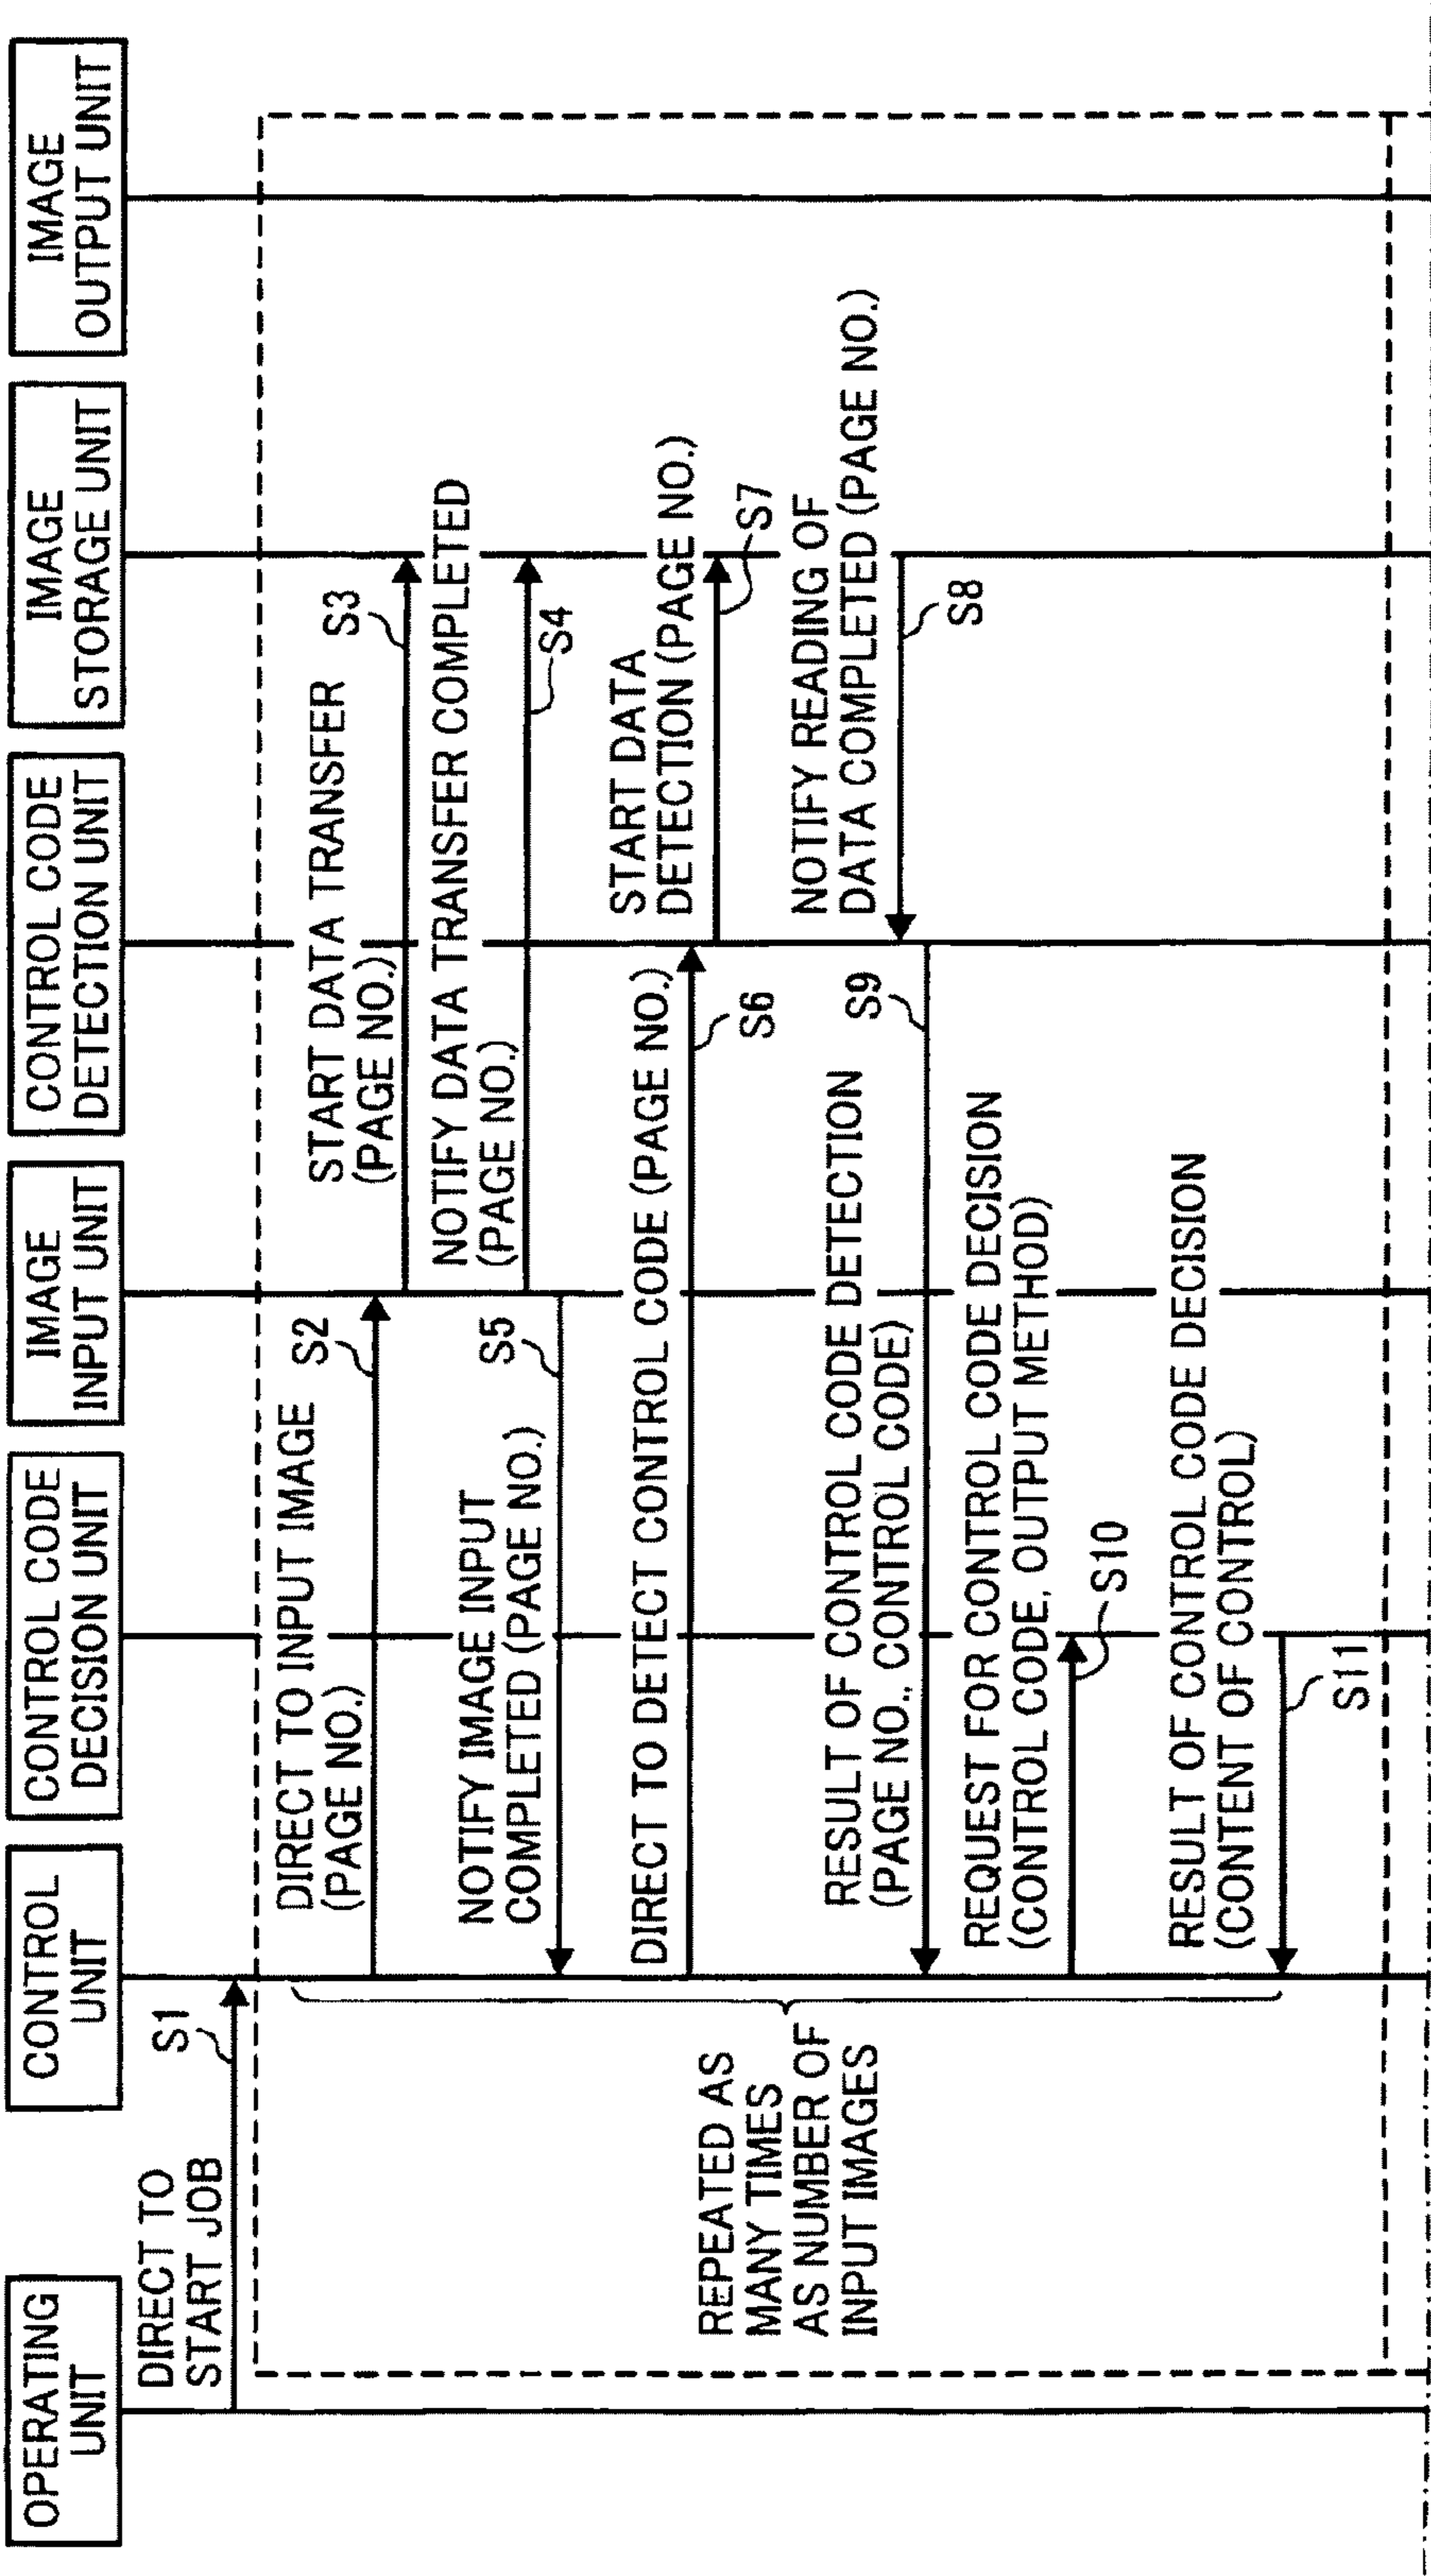 OPERATING
UNIT
CONTROL
UNIT
CONTROL CODE
DECISION UNIT
IMAGE
INPUT UNIT
CONTROL CODE
DETECTION UNIT
IMAGE
STORAGE UNIT
IMAGE
OUTPUT UNIT
DIRECT TO
START JOB
S1
DIRECT TO INPUT IMAGE
(PAGE NO.)
S2
START DATA TRANSFER
(PAGE NO.)
S3
NOTIFY DATA TRANSFER COMPLETED
(PAGE NO.)
S4
NOTIFY IMAGE INPUT
COMPLETED (PAGE NO.)
S5
DIRECT TO DETECT CONTROL CODE (PAGE NO.)
S6
START DATA
DETECTION (PAGE NO.)
S7
NOTIFY READING OF
DATA COMPLETED (PAGE NO.)
S8
RESULT OF CONTROL CODE DETECTION
(PAGE NO., CONTROL CODE)
S9
REQUEST FOR CONTROL CODE DECISION
(CONTROL CODE, OUTPUT METHOD)
S10
RESULT OF CONTROL CODE DECISION
(CONTENT OF CONTROL)
S11
REPEATED AS
MANY TIMES
AS NUMBER OF
INPUT IMAGES